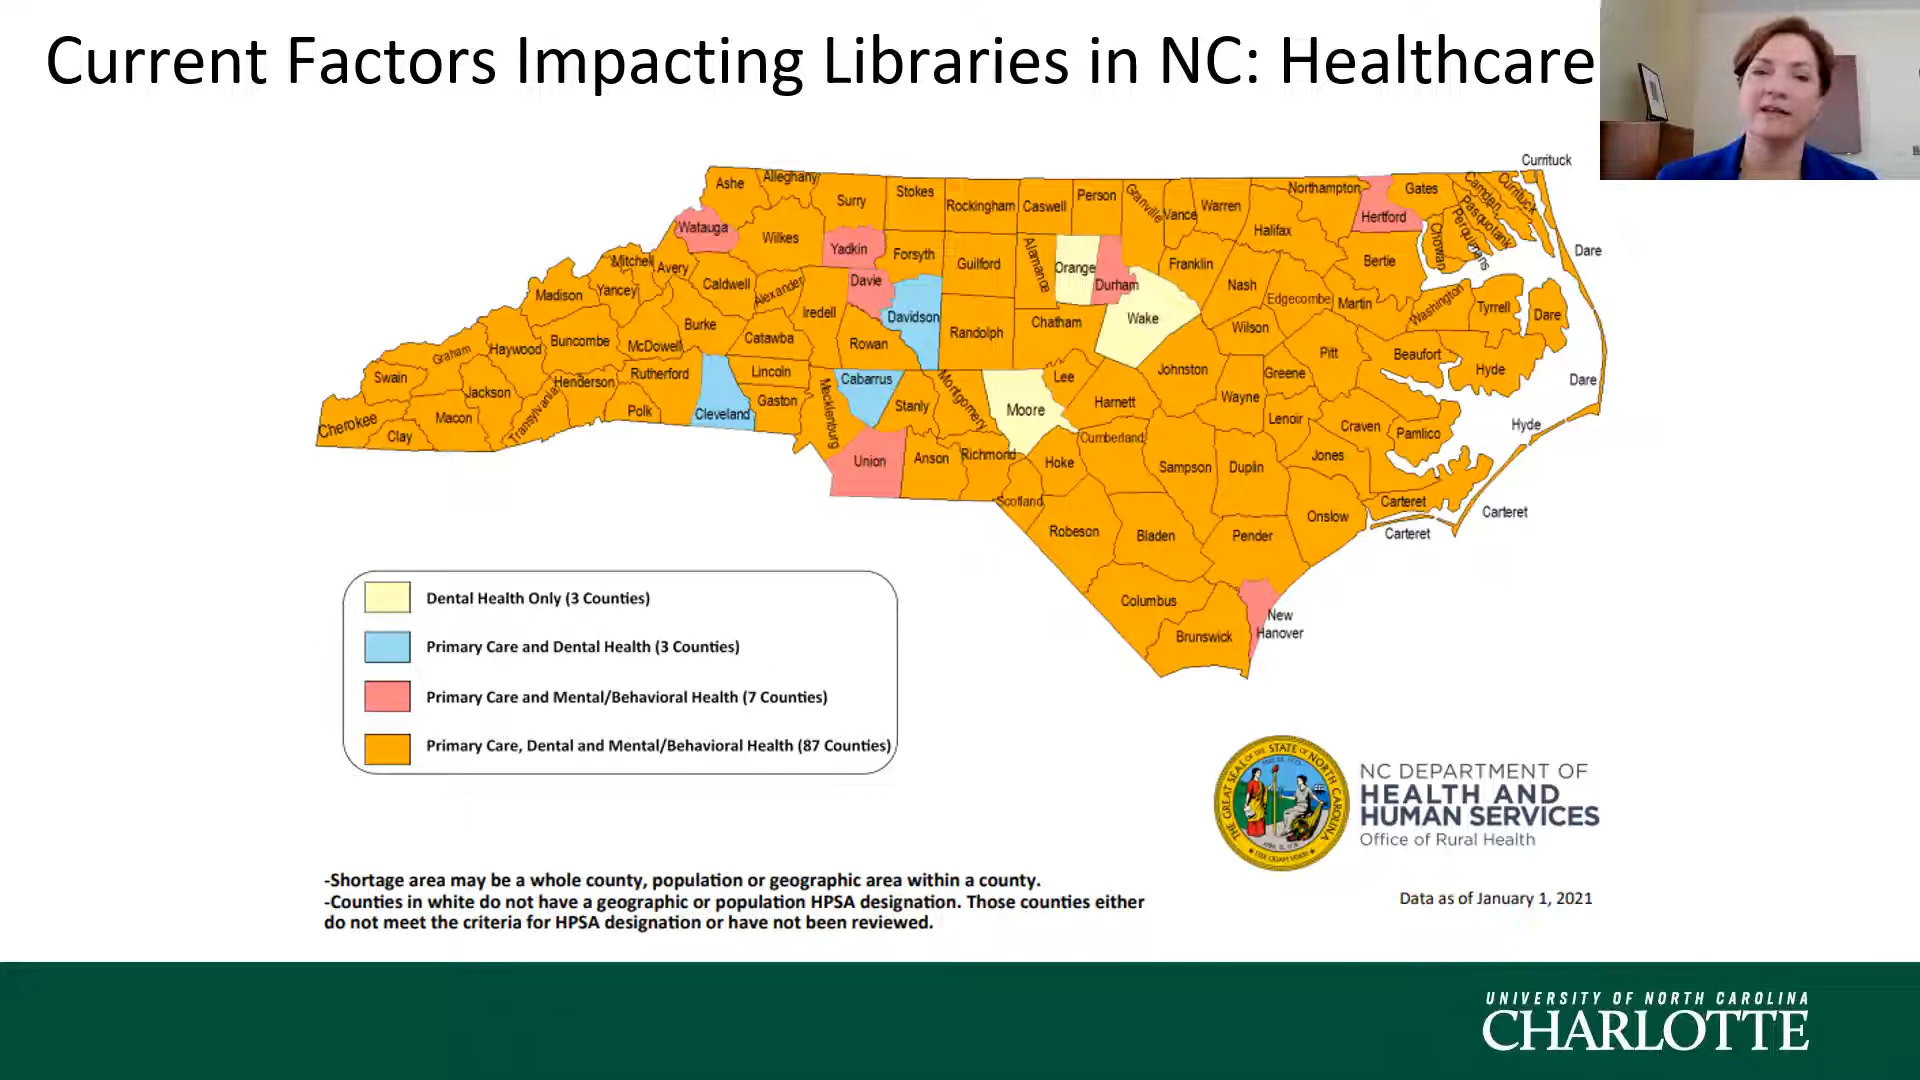 Current Factors Impacting Libraries in NC: Healthcare
Currituck
Ashe
Alleghany
Surry
Stokes
Rockingham
Caswell
Person
Granville
Vance
Warren
Northampton
Hertford
Gates
Camden
Currituck
Pasquotank
Perquimans
Chowan
Watauga
Wilkes
Yadkin
Forsyth
Guilford
Alamance
Orange
Durham
Franklin
Halifax
Bertie
Dare
Mitchell
Avery
Yancey
Madison
Caldwell
Alexander
Iredell
Davie
Davidson
Randolph
Chatham
Wake
Nash
Edgecombe
Martin
Washington
Tyrrell
Dare
Wilson
Buncombe
McDowell
Burke
Catawba
Rowan
Graham
Haywood
Swain
Jackson
Henderson
Rutherford
Lincoln
Cabarrus
Montgomery
Lee
Johnston
Greene
Pitt
Beaufort
Hyde
Dare
Cherokee
Clay
Macon
Transylvania
Polk
Cleveland
Gaston
Mecklenburg
Stanly
Moore
Harnett
Wayne
Lenoir
Craven
Pamlico
Hyde
Union
Anson
Richmond
Hoke
Cumberland
Sampson
Duplin
Jones
Scotland
Robeson
Bladen
Pender
Onslow
Carteret
Carteret
Carteret
Columbus
Brunswick
New
Hanover
Dental Health Only (3 Counties)
Primary Care and Dental Health (3 Counties)
Primary Care and Mental/Behavioral Health (7 Counties)
Primary Care, Dental and Mental/Behavioral Health (87 Counties)
THE GREAT SEAL OF THE STATE OF NORTH CAROLINA
NC DEPARTMENT OF
HEALTH AND
HUMAN SERVICES
Office of Rural Health
-Shortage area may be a whole county, population or geographic area within a county.
-Counties in white do not have a geographic or population HPSA designation. Those counties either
do not meet the criteria for HPSA designation or have not been reviewed.
Data as of January 1, 2021
UNIVERSITY OF NORTH CAROLINA
CHARLOTTE